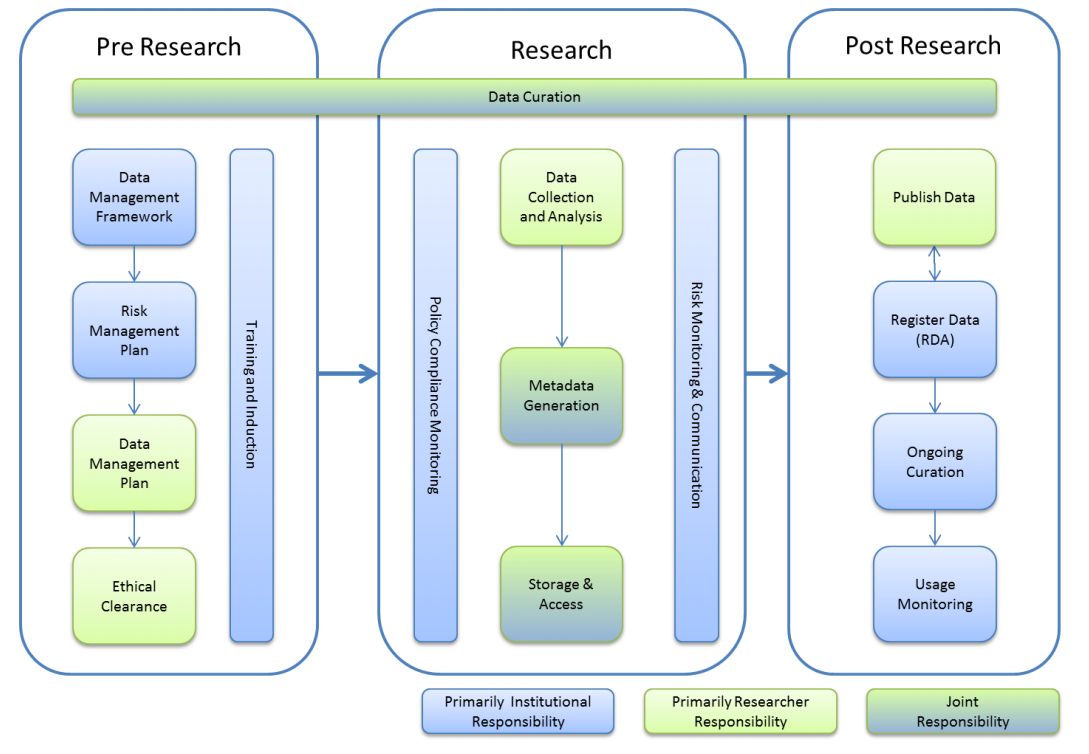 Pre Research
Research
Post Research
Data Curation
Data
Management
Framework
Risk
Management
Plan
Data
Management
Plan
Ethical
Clearance
Training and Induction
Policy Compliance Monitoring
Data
Collection
and Analysis
Metadata
Generation
Storage &
Access
Risk Monitoring & Communication
Publish Data
Register Data
(RDA)
Ongoing
Curation
Usage
Monitoring
Primarily Institutional
Responsibility
Primarily Researcher
Responsibility
Joint
Responsibility